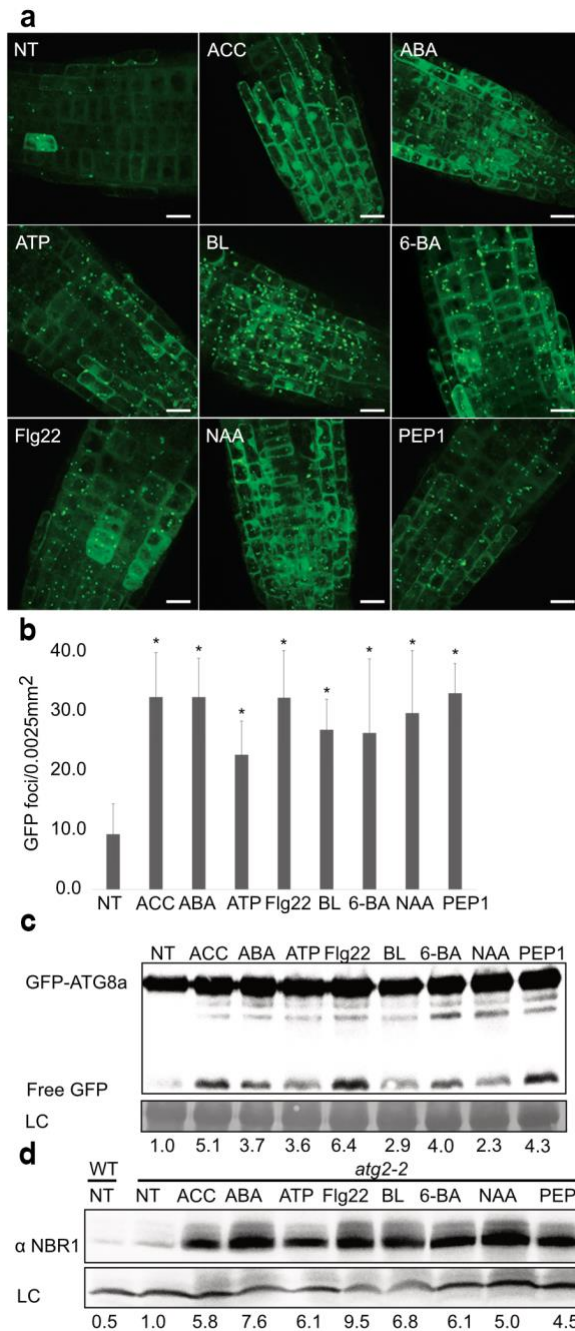 a
NT ACC ABA
ATP BL 6-BA
Flg22 NAA PEP1
b
GFP foci/0.0025mm²
40.0
30.0
20.0
10.0
0.0
* * * * * * * *
NT ACC ABA ATP Flg22 BL 6-BA NAA PEP1
c
NT ACC ABA ATP Flg22 BL 6-BA NAA PEP1
GFP-ATG8a
Free GFP
LC
1.0 5.1 3.7 3.6 6.4 2.9 4.0 2.3 4.3
d
WT atg2-2
NT NT ACC ABA ATP Flg22 BL 6-BA NAA PEP
α NBR1
LC
0.5 1.0 5.8 7.6 6.1 9.5 6.8 6.1 5.0 4.5